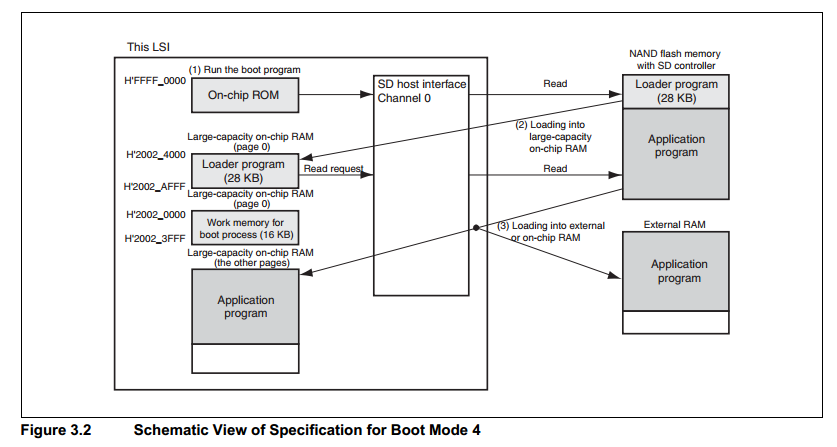 This LSI
NAND flash memory
with SD controller
(1) Run the boot program
H'FFFF_0000
On-chip ROM
SD host interface
Channel 0
Read
Loader program
(28 KB)
(2) Loading into
large-capacity
on-chip RAM
Application
program
Large-capacity on-chip RAM
(page 0)
H'2002_4000
Loader program
(28 KB)
Read request
Read
H'2002_AFFF
Large-capacity on-chip RAM
(page 0)
H'2002_0000
Work memory for
boot process (16 KB)
H'2002_3FFF
(3) Loading into external
or on-chip RAM
External RAM
Large-capacity on-chip RAM
(the other pages)
Application
program
Application
program
Figure 3.2 Schematic View of Specification for Boot Mode 4